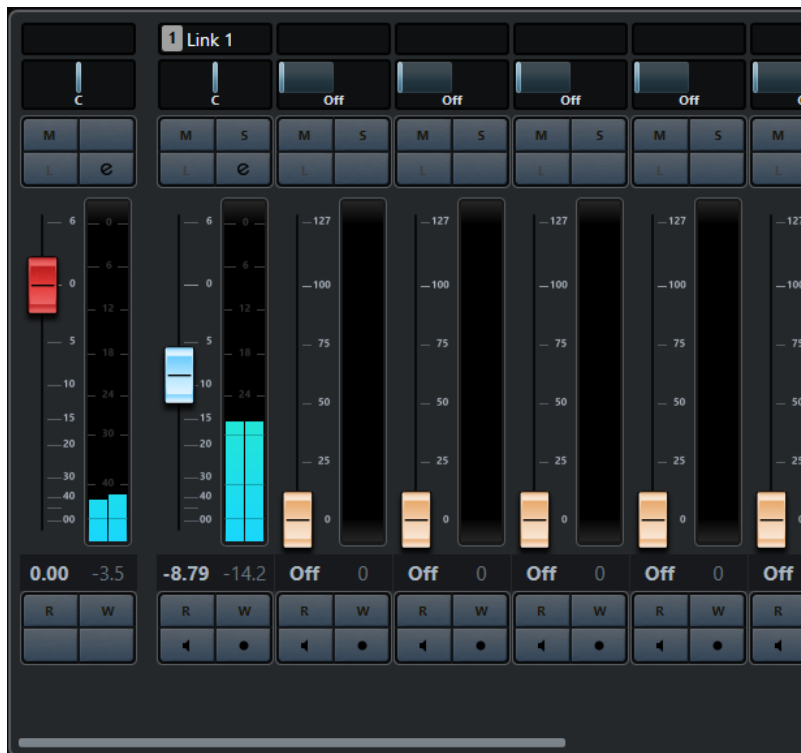 1 Link 1
C C Off Off Off Off
M M S M S M S M S M S M
L e L e L L L L L
6 0 6 0 127 127 127 127 127
6 6
0 0 100 100 100 100 100
12 12
5 18 5 18 75 75 75 75 75
10 24 10 24 50 50 50 50 50
15 30 15
20 20 25 25 25 25 25
30 40 30
40 40
00 00 0 0 0 0
0.00 -3.5 -8.79 -14.2 Off 0 Off 0 Off 0 Off 0 Off
R W R W R W R W R W R W R